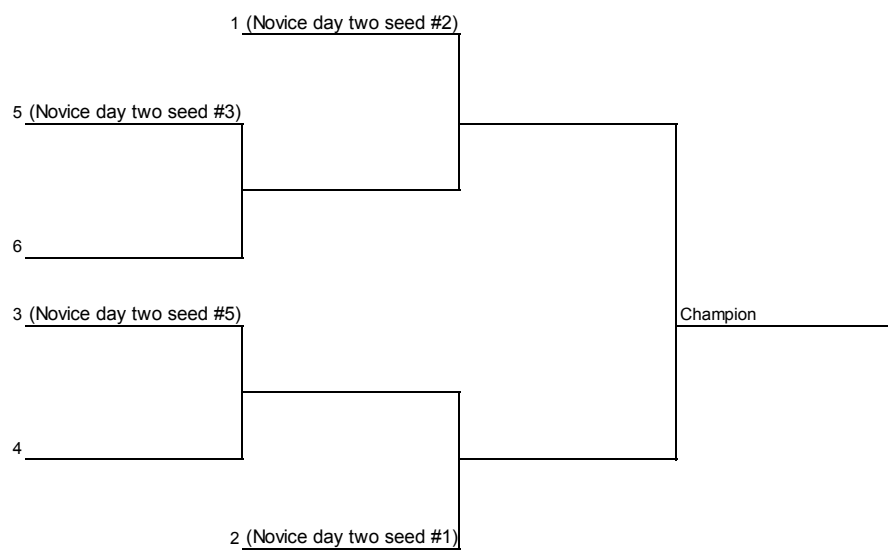 1 (Novice day two seed #2)
5 (Novice day two seed #3)
6
3 (Novice day two seed #5)
Champion
4
2 (Novice day two seed #1)